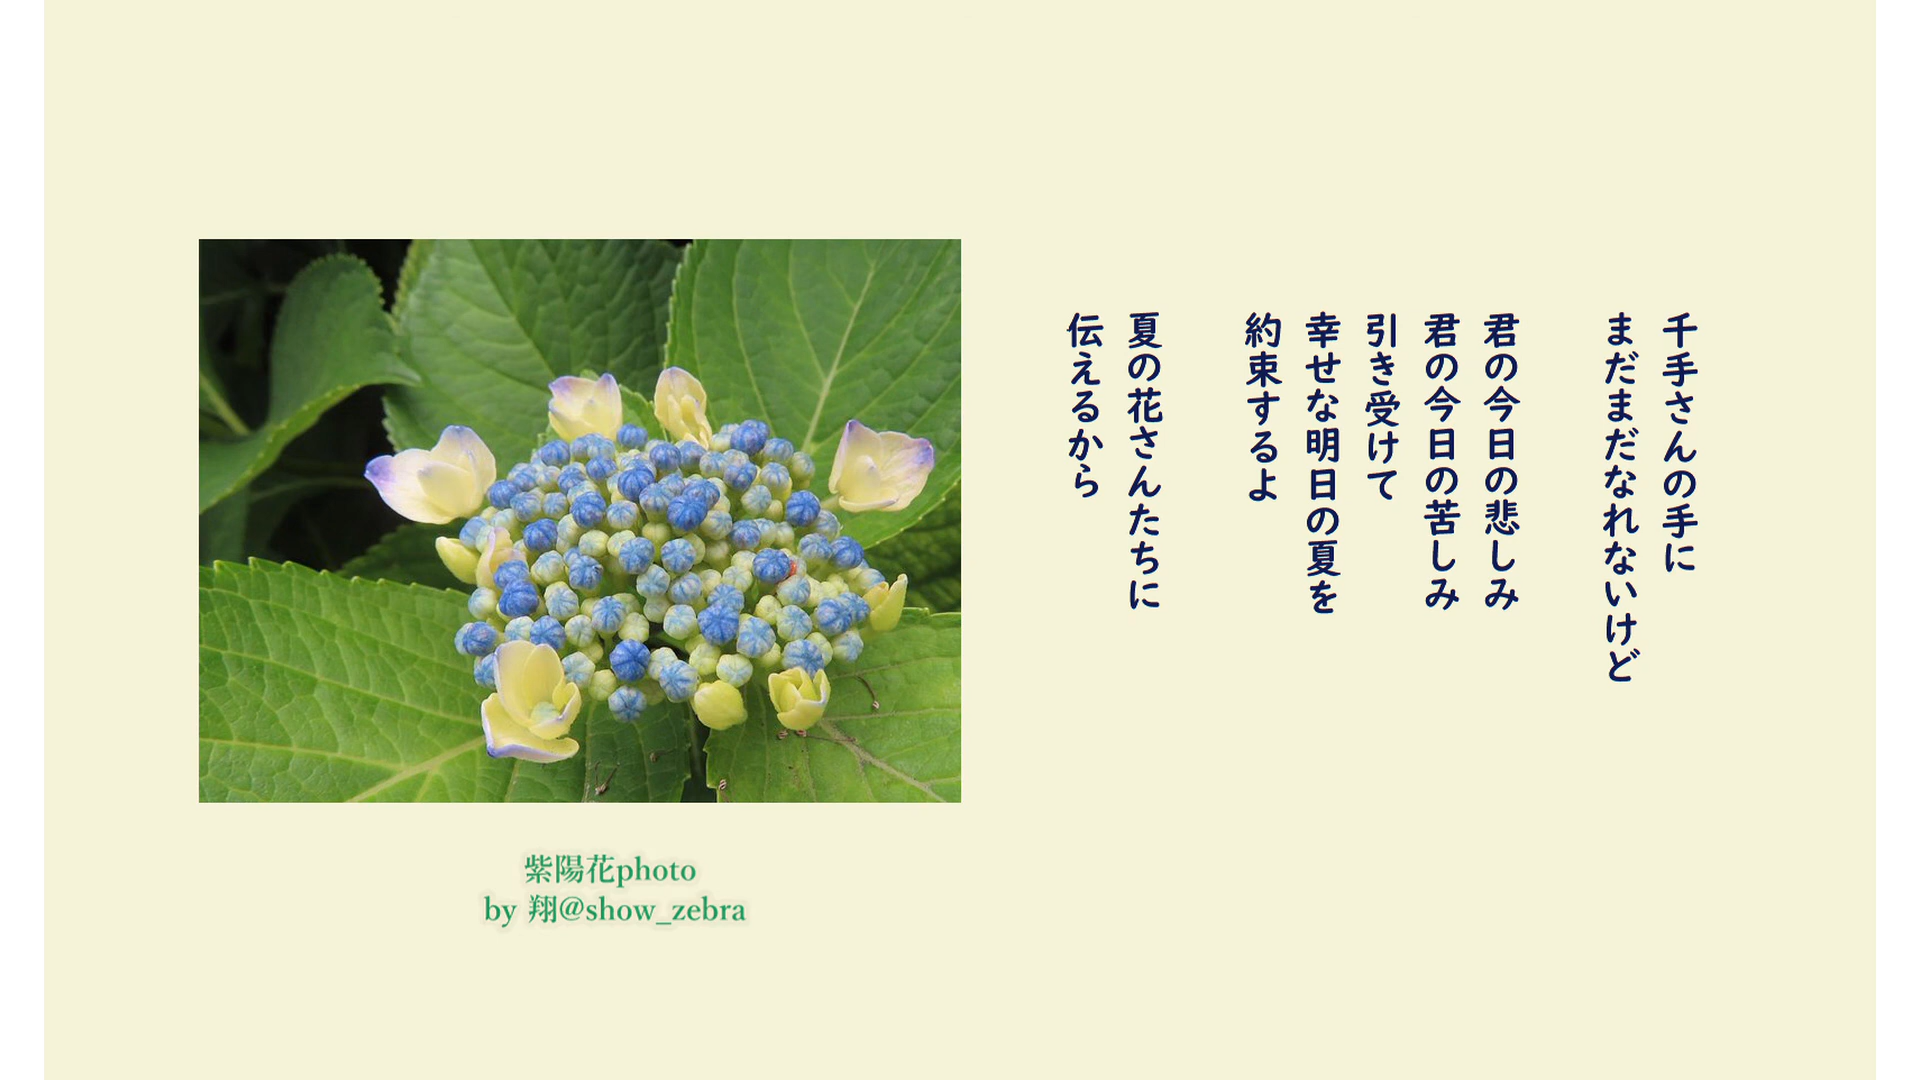 千手さんの手に
まだまだなれないけど
君の今日の悲しみ
君の今日の苦しみ
引き受けて
幸せな明日の夏を
約束するよ
夏の花さんたちに
伝えるから
紫陽花photo
by 翔@show_zebra